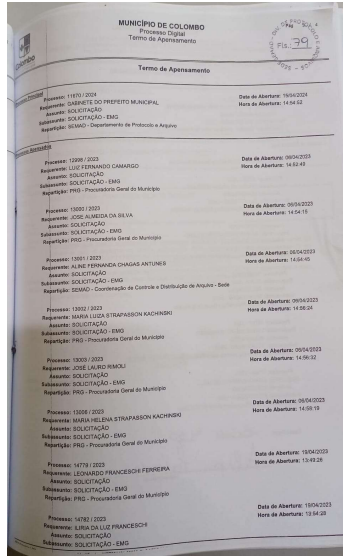 MUNICÍPIO DE COLOMBO
Processo Digital
Termo de Apensamento
Fls. 79
Colombo
Termo de Apensamento
Processo: 11670 / 2024
Data de Abertura: 19/04/2024
Requerente: GABINETE DO PREFEITO MUNICIPAL
Hora de Abertura: 14:54:52
Assunto: SOLICITAÇÃO
Subassunto: SOLICITAÇÃO - EMG
Repartição: SEMAD - Departamento de Protocolo e Arquivo
Processo: 12998 / 2023
Data de Abertura: 06/04/2023
Requerente: LUIZ FERNANDO CAMARGO
Hora de Abertura: 14:52:49
Assunto: SOLICITAÇÃO
Subassunto: SOLICITAÇÃO - EMG
Repartição: PRG - Procuradoria Geral do Município
Processo: 13000 / 2023
Data de Abertura: 06/04/2023
Requerente: JOSE ALMEIDA DA SILVA
Hora de Abertura: 14:54:15
Assunto: SOLICITAÇÃO
Subassunto: SOLICITAÇÃO - EMG
Repartição: PRG - Procuradoria Geral do Município
Processo: 13001 / 2023
Data de Abertura: 06/04/2023
Requerente: ALINE FERNANDA CHAGAS ANTUNES
Hora de Abertura: 14:54:45
Assunto: SOLICITAÇÃO
Subassunto: SOLICITAÇÃO - EMG
Repartição: SEMAD - Coordenação de Controle e Distribuição de Arquivo - Sede
Processo: 13002 / 2023
Data de Abertura: 06/04/2023
Requerente: MARIA LUIZA STRAPASSON KACHINSKI
Hora de Abertura: 14:56:24
Assunto: SOLICITAÇÃO
Subassunto: SOLICITAÇÃO - EMG
Repartição: PRG - Procuradoria Geral do Município
Processo: 13003 / 2023
Data de Abertura: 06/04/2023
Requerente: JOSÉ LAURO RIMOLI
Hora de Abertura: 14:56:32
Assunto: SOLICITAÇÃO
Subassunto: SOLICITAÇÃO - EMG
Repartição: PRG - Procuradoria Geral do Município
Processo: 13006 / 2023
Data de Abertura: 06/04/2023
Requerente: MARIA HELENA STRAPASSON KACHINSKI
Hora de Abertura: 14:59:19
Assunto: SOLICITAÇÃO
Subassunto: SOLICITAÇÃO - EMG
Repartição: PRG - Procuradoria Geral do Município
Processo: 14779 / 2023
Data de Abertura: 19/04/2023
Requerente: LEONARDO FRANCESCHI FERREIRA
Hora de Abertura: 13:49:26
Assunto: SOLICITAÇÃO
Subassunto: SOLICITAÇÃO - EMG
Repartição: PRG - Procuradoria Geral do Município
Processo: 14782 / 2023
Data de Abertura: 19/04/2023
Requerente: ILIRIA DA LUZ FRANCESCHI
Hora de Abertura: 13:54:29
Assunto: SOLICITAÇÃO
Subassunto: SOLICITAÇÃO - EMG